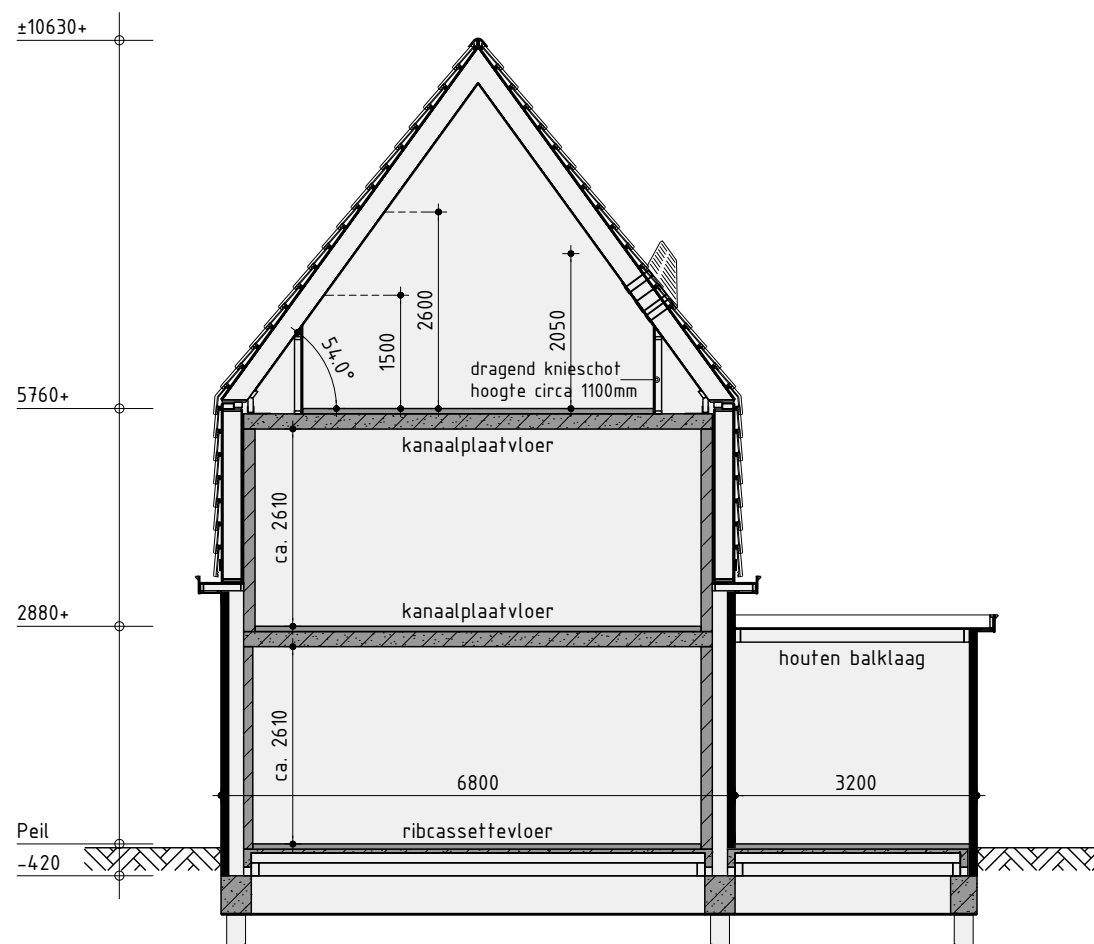 ±10630+
2600
1500
2050
54.0°
dragend knieschot
hoogte circa 1100mm
5760+
kanaalplaatvloer
ca. 2610
kanaalplaatvloer
2880+
houten balklaag
ca. 2610
6800
3200
Peil
ribcassettevloer
-420